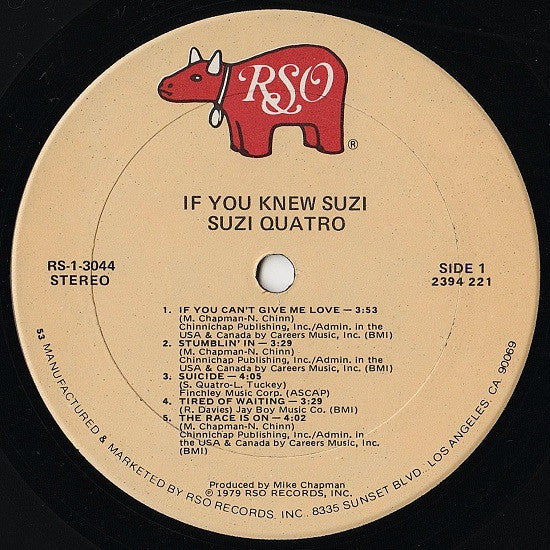 RSO
®
IF YOU KNEW SUZI
SUZI QUATRO
RS-1-3044
STEREO
SIDE 1
2394 221
1. IF YOU CAN'T GIVE ME LOVE — 3:53
(M. Chapman-N. Chinn)
Chinnichap Publishing, Inc./Admin. in the
USA & Canada by Careers Music, Inc. (BMI)
2. STUMBLIN' IN — 3:29
(M. Chapman-N. Chinn)
Chinnichap Publishing, Inc./Admin. in the
USA & Canada by Careers Music, Inc. (BMI)
3. SUICIDE — 4:05
(S. Quatro-L. Tuckey)
Finchley Music Corp. (ASCAP)
4. TIRED OF WAITING — 3:29
(R. Davies) Jay Boy Music Co. (BMI)
5. THE RACE IS ON — 4:02
(M. Chapman-N. Chinn)
Chinnichap Publishing, Inc./Admin. in
the USA & Canada by Careers Music, Inc.
(BMI)
Produced by Mike Chapman
℗ 1979 RSO RECORDS, INC.
53 MANUFACTURED & MARKETED BY RSO RECORDS, INC. 8335 SUNSET BLVD. LOS ANGELES, CA. 90069